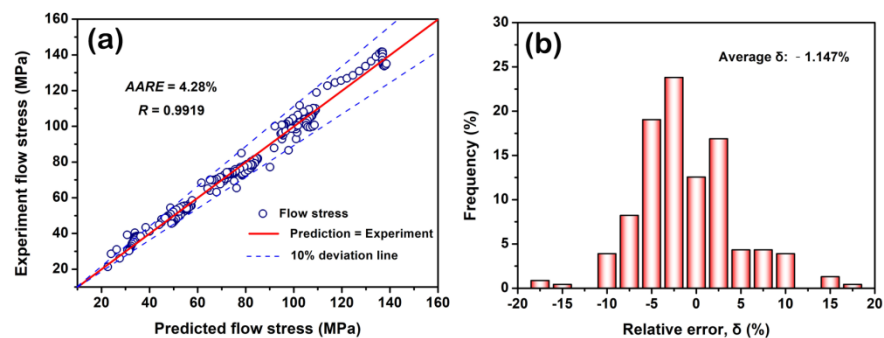 (a)
AARE = 4.28%
R = 0.9919
Flow stress
Prediction = Experiment
10% deviation line
Experiment flow stress (MPa)
160
140
120
100
80
60
40
20
20 40 60 80 100 120 140 160
Predicted flow stress (MPa)
(b)
Average δ: - 1.147%
Frequency (%)
30
25
20
15
10
5
0
-20 -15 -10 -5 0 5 10 15 20
Relative error, δ (%)